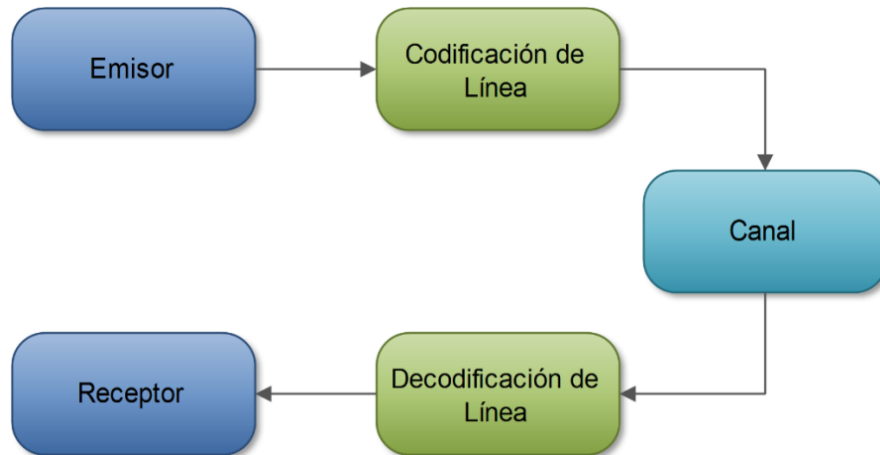 Emisor
Codificación de
Línea
Canal
Decodificación de
Línea
Receptor